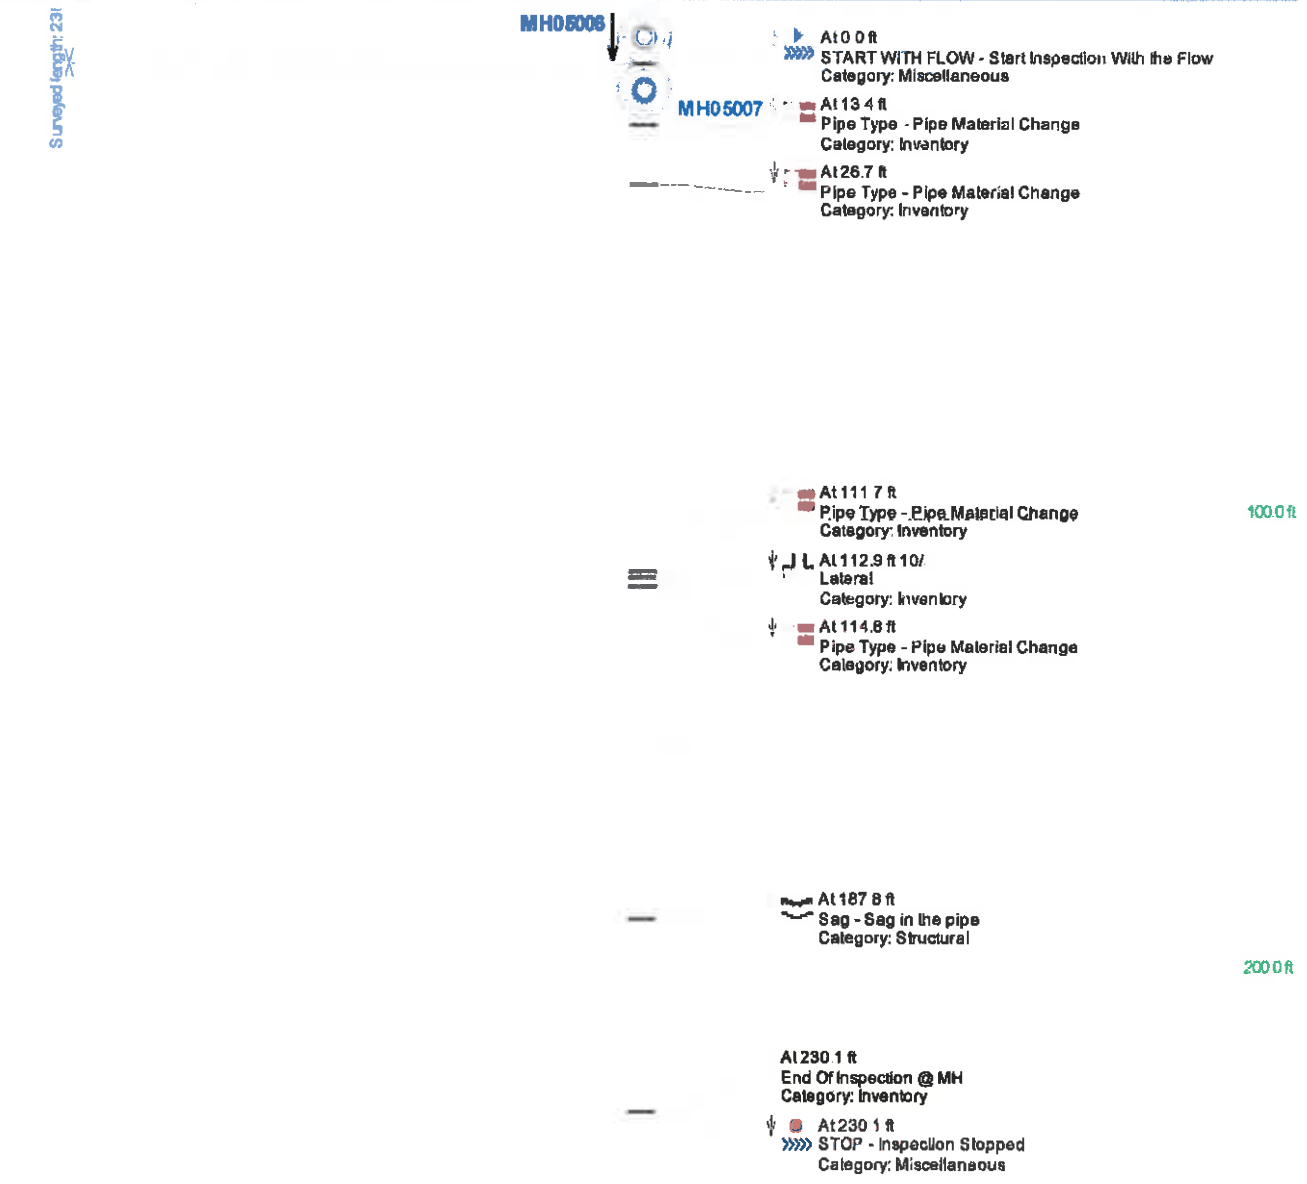 Surveyed length: 23
MH05006
At 0 0 ft
START WITH FLOW - Start Inspection With the Flow
Category: Miscellaneous
MH05007
At 13 4 ft
Pipe Type - Pipe Material Change
Category: Inventory
At 26.7 ft
Pipe Type - Pipe Material Change
Category: Inventory
At 111 7 ft
Pipe Type - Pipe Material Change
Category: Inventory
100.0 ft
At 112.9 ft 10/
Lateral
Category: Inventory
At 114.8 ft
Pipe Type - Pipe Material Change
Category: Inventory
At 187 8 ft
Sag - Sag in the pipe
Category: Structural
200 0 ft
At 230.1 ft
End Of Inspection @ MH
Category: Inventory
At 230 1 ft
STOP - Inspection Stopped
Category: Miscellaneous